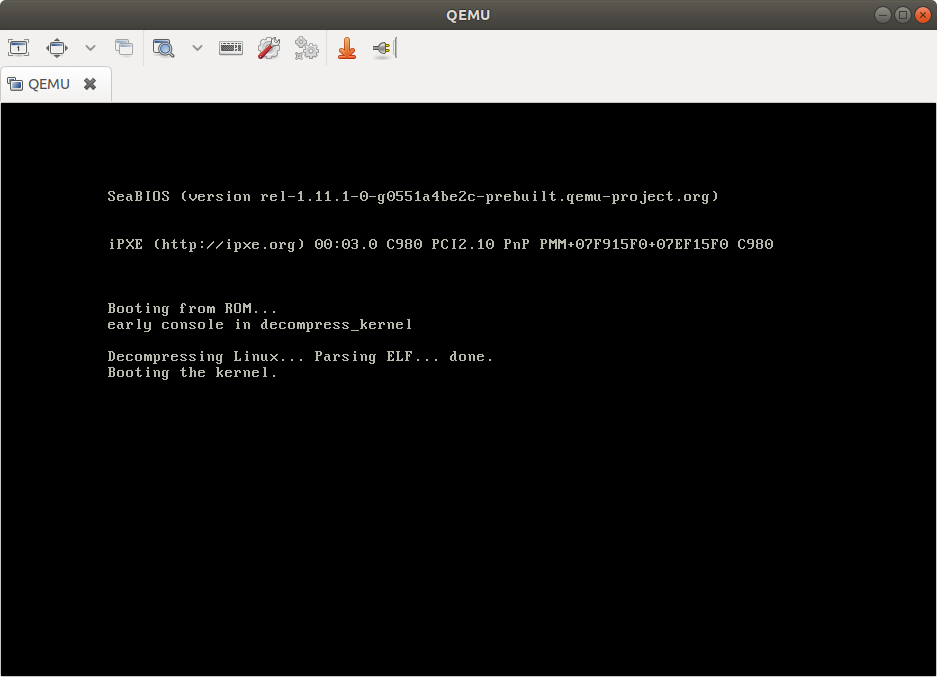 QEMU
QEMU
SeaBIOS (version rel-1.11.1-0-g0551a4be2c-prebuilt.qemu-project.org)
iPXE (http://ipxe.org) 00:03.0 C980 PCI2.10 PnP PMM+07F915F0+07EF15F0 C980
Booting from ROM...
early console in decompress_kernel
Decompressing Linux... Parsing ELF... done.
Booting the kernel.